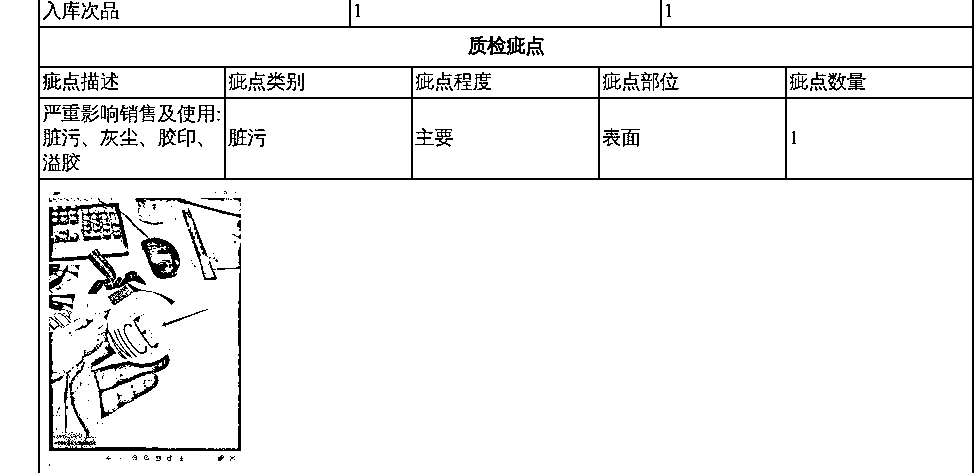 入库次品 1 1
质检疵点
疵点描述 疵点类别 疵点程度 疵点部位 疵点数量
严重影响销售及使用:
脏污、灰尘、胶印、 脏污 主要 表面 1
溢胶